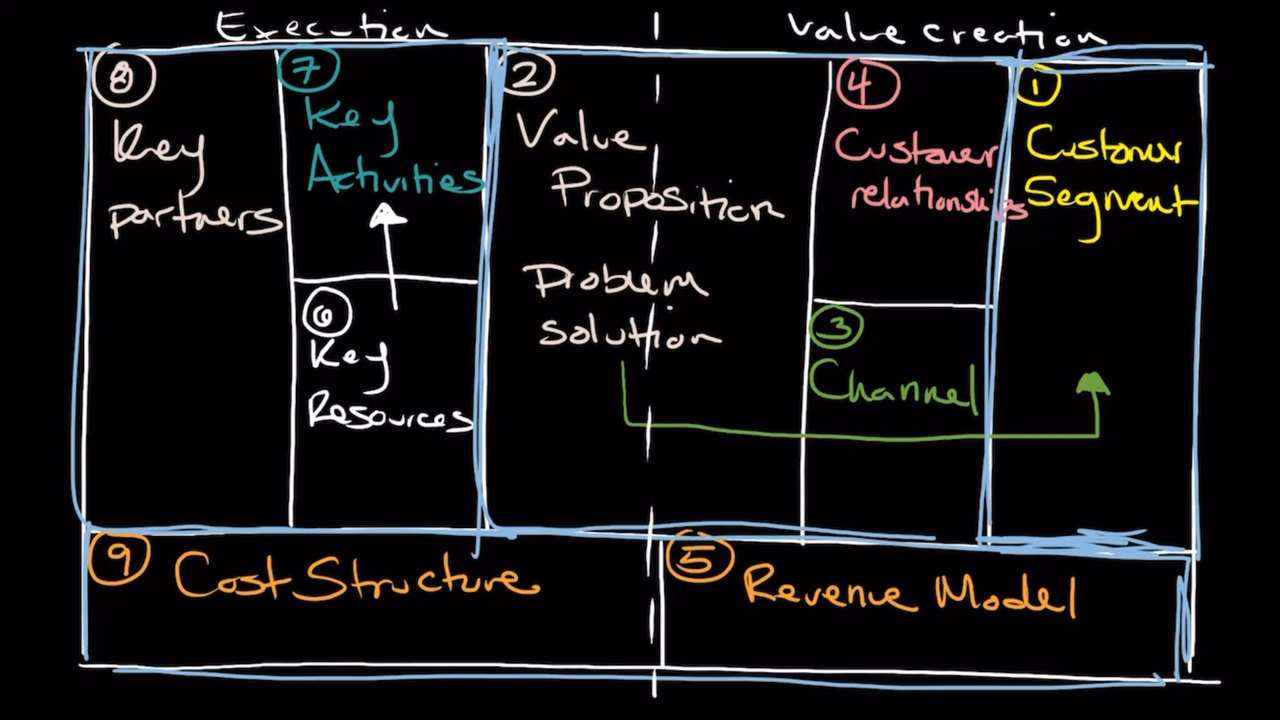 Execution
Value creation
8
Key
partners
7
Key
Activities
6
Key
Resources
2
Value
Proposition
Problem
solution
4
Customer
relationships
3
Channel
1
Customer
Segment
9
Cost Structure
5
Revenue Model